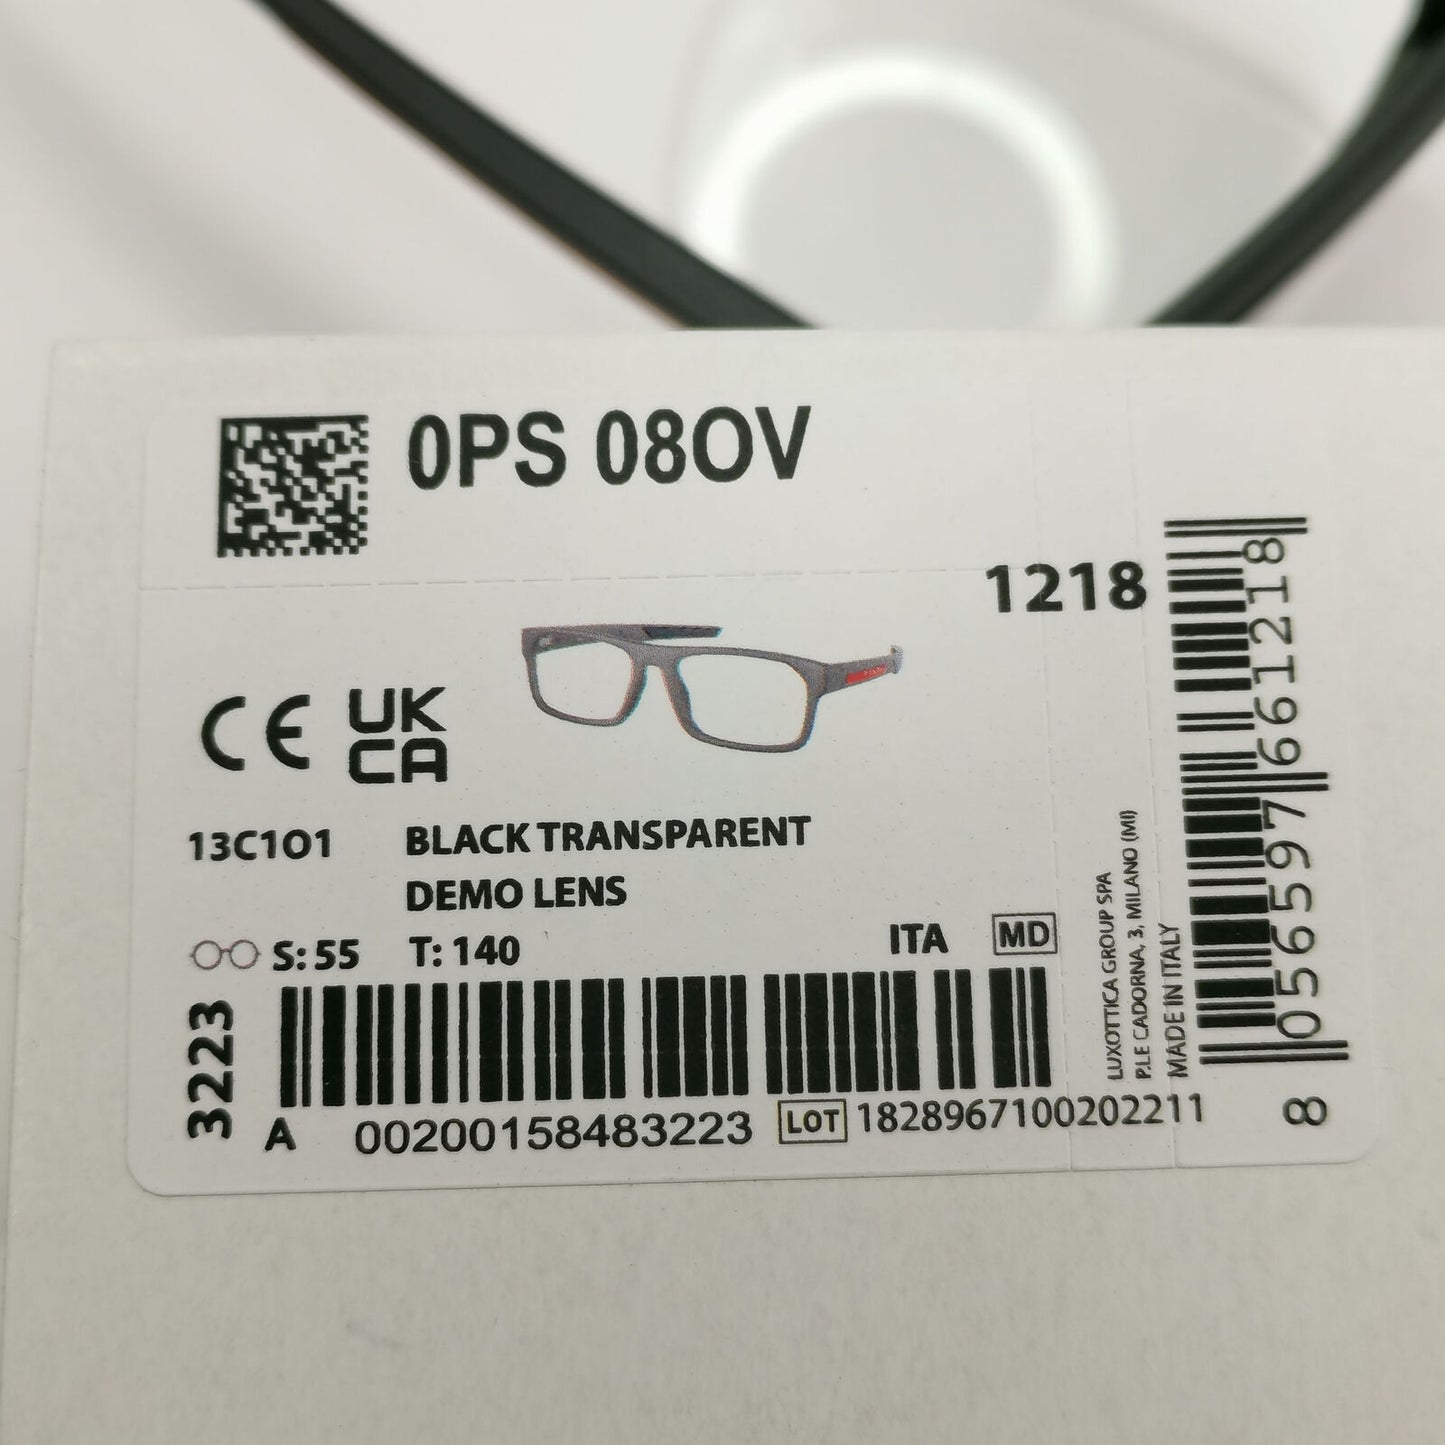 0PS 08OV
1218
CE UK
CA
13C1O1 BLACK TRANSPARENT
DEMO LENS
S: 55 T: 140 ITA MD
3223
A 00200158483223 LOT 1828967100202211
LUXOTTICA GROUP SPA
P.LE CADORNA, 3, MILANO (MI)
MADE IN ITALY
8 056597 661218